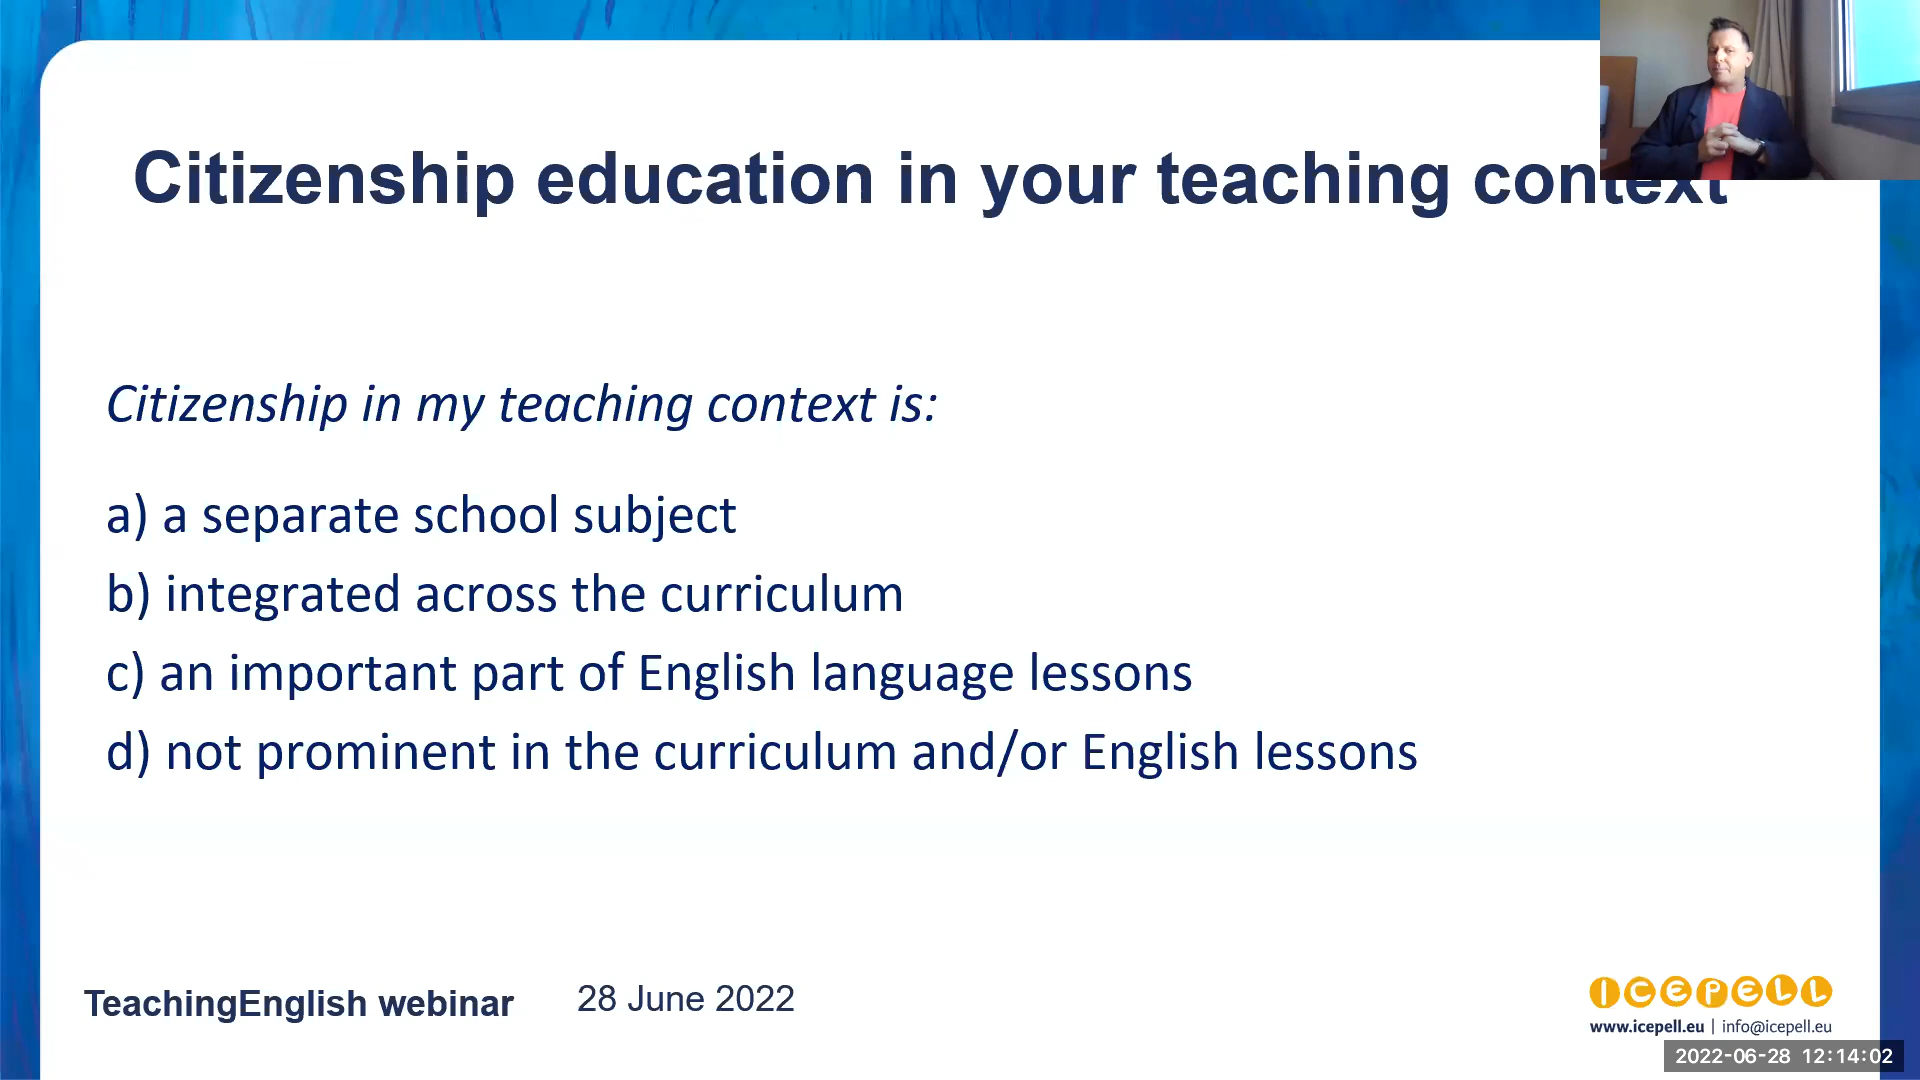 Citizenship education in your teaching context
Citizenship in my teaching context is:
a) a separate school subject
b) integrated across the curriculum
c) an important part of English language lessons
d) not prominent in the curriculum and/or English lessons
TeachingEnglish webinar 28 June 2022
ICEPELL
www.icepell.eu | info@icepell.eu
2022-06-28 12:14:02